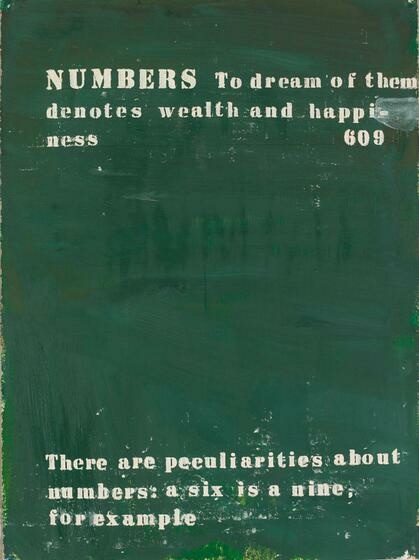 NUMBERS To dream of them
denotes wealth and happi-
ness 609
There are peculiarities about
numbers: a six is a nine,
for example